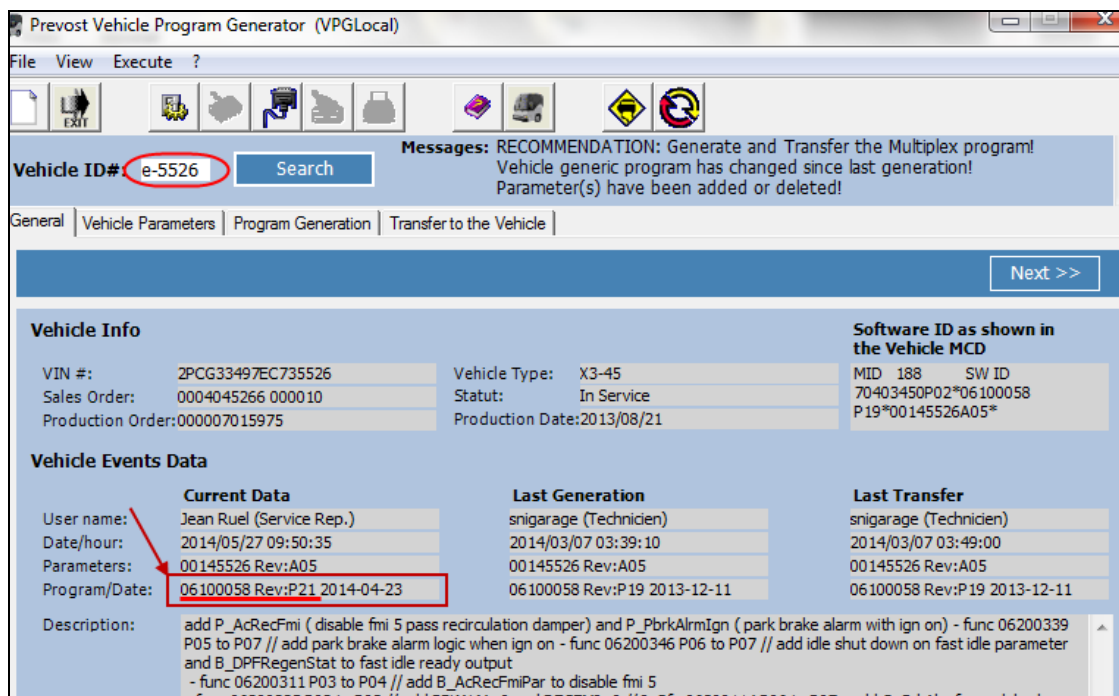 Prevost Vehicle Program Generator (VPGLocal)
File View Execute ?
EXIT
Vehicle ID#: e-5526 Search
Messages: RECOMMENDATION: Generate and Transfer the Multiplex program!
Vehicle generic program has changed since last generation!
Parameter(s) have been added or deleted!
General Vehicle Parameters Program Generation Transfer to the Vehicle
Next >>
Vehicle Info
Software ID as shown in
the Vehicle MCD
VIN #: 2PCG33497EC735526 Vehicle Type: X3-45 MID 188 SW ID
Sales Order: 0004045266 000010 Statut: In Service 70403450P02*06100058
Production Order: 000007015975 Production Date: 2013/08/21 P19*00145526A05*
Vehicle Events Data
Current Data Last Generation Last Transfer
User name: Jean Ruel (Service Rep.) snigarage (Technicien) snigarage (Technicien)
Date/hour: 2014/05/27 09:50:35 2014/03/07 03:39:10 2014/03/07 03:49:00
Parameters: 00145526 Rev:A05 00145526 Rev:A05 00145526 Rev:A05
Program/Date: 06100058 Rev:P21 2014-04-23 06100058 Rev:P19 2013-12-11 06100058 Rev:P19 2013-12-11
Description: add P_AcRecFmi ( disable fmi 5 pass recirculation damper) and P_PbrkAlrmIgn ( park brake alarm with ign on) - func 06200339
P05 to P07 // add park brake alarm logic when ign on - func 06200346 P06 to P07 // add idle shut down on fast idle parameter
and B_DPFRegenStat to fast idle ready output
- func 06200311 P03 to P04 // add B_AcRecFmiPar to disable fmi 5